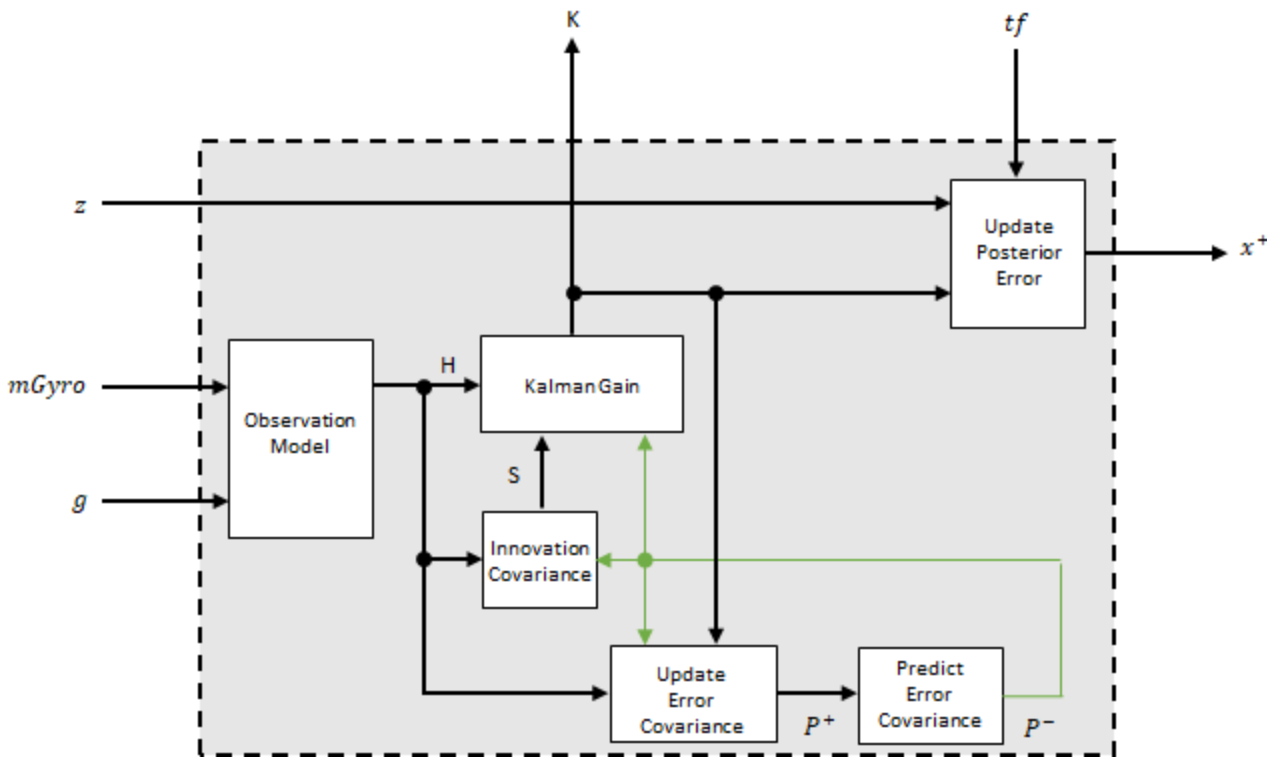 K
tf
z
Update
Posterior
Error
x⁺
mGyro
H
Kalman Gain
Observation
Model
g
S
Innovation
Covariance
Update
Error
Covariance
P⁺
Predict
Error
Covariance
P⁻